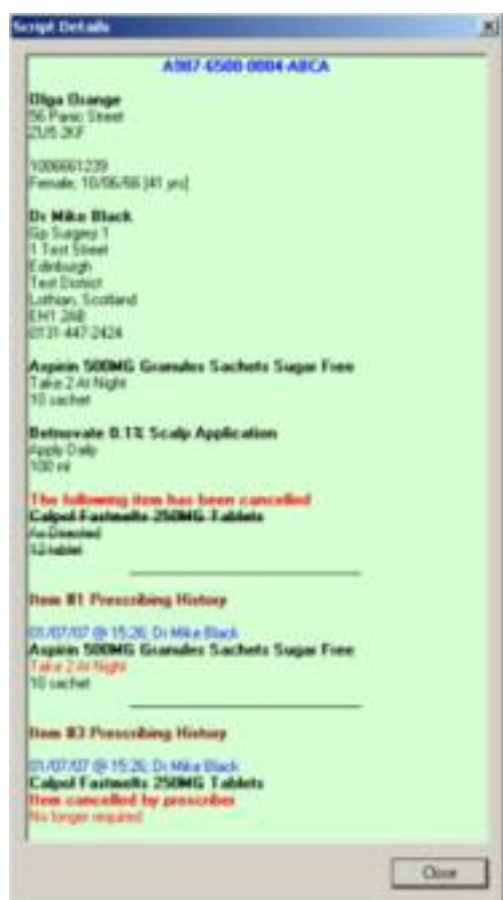 Script Details
A987-6500-0004-ABCA
Olga Orange
56 Panic Street
ZU5 3KF
1006661239
Female, 10/06/66 [41 yrs]
Dr Mike Black
Gp Surgery 1
1 Test Street
Edinburgh
Test District
Lothian, Scotland
EH1 2AB
0131-447-2424
Aspirin 500MG Granules Sachets Sugar Free
Take 2 At Night
10 sachet
Betnovate 0.1% Scalp Application
Apply Daily
100 ml
The following item has been cancelled
Calpol Fastmelts 250MG Tablets
As Directed
12 tablet
Item #1 Prescribing History
01/07/07 @ 15:26, Dr Mike Black
Aspirin 500MG Granules Sachets Sugar Free
Take 2 At Night
10 sachet
Item #3 Prescribing History
01/07/07 @ 15:26, Dr Mike Black
Calpol Fastmelts 250MG Tablets
Item cancelled by prescriber
No longer required
Close